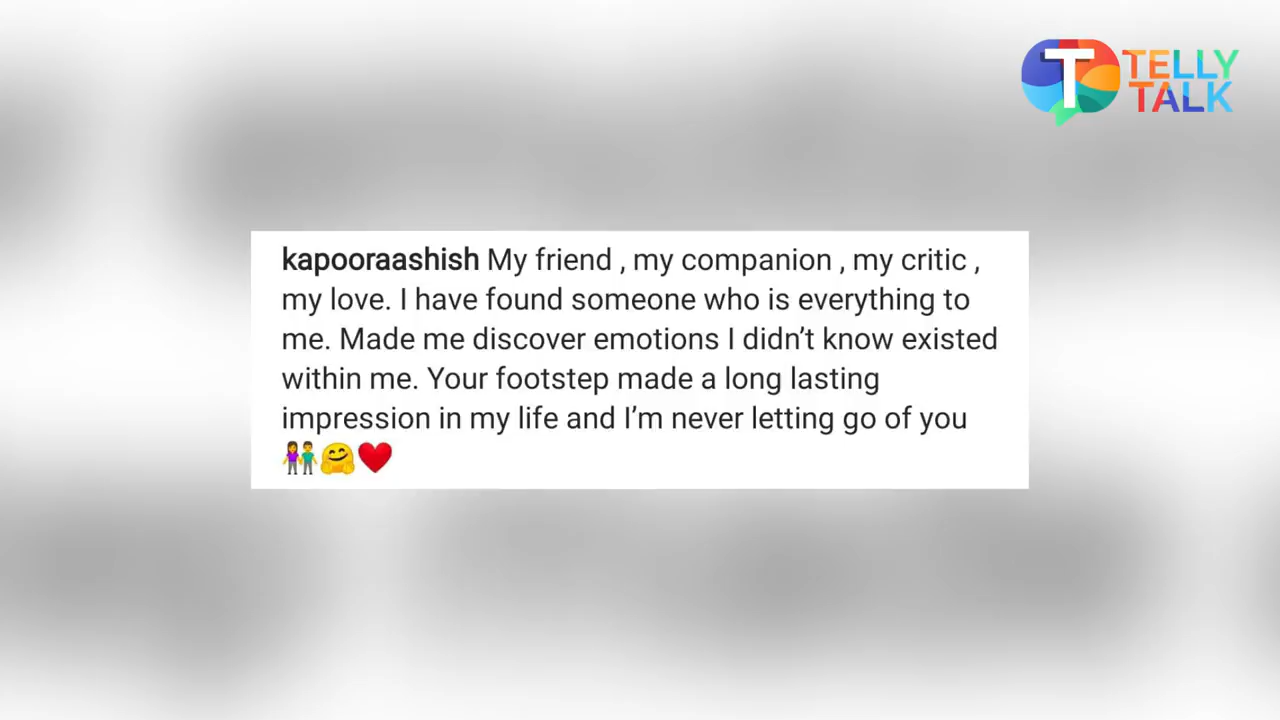 TELLY
TALK
kapooraashish My friend , my companion , my critic ,
my love. I have found someone who is everything to
me. Made me discover emotions I didn’t know existed
within me. Your footstep made a long lasting
impression in my life and I’m never letting go of you
👫🤗❤️